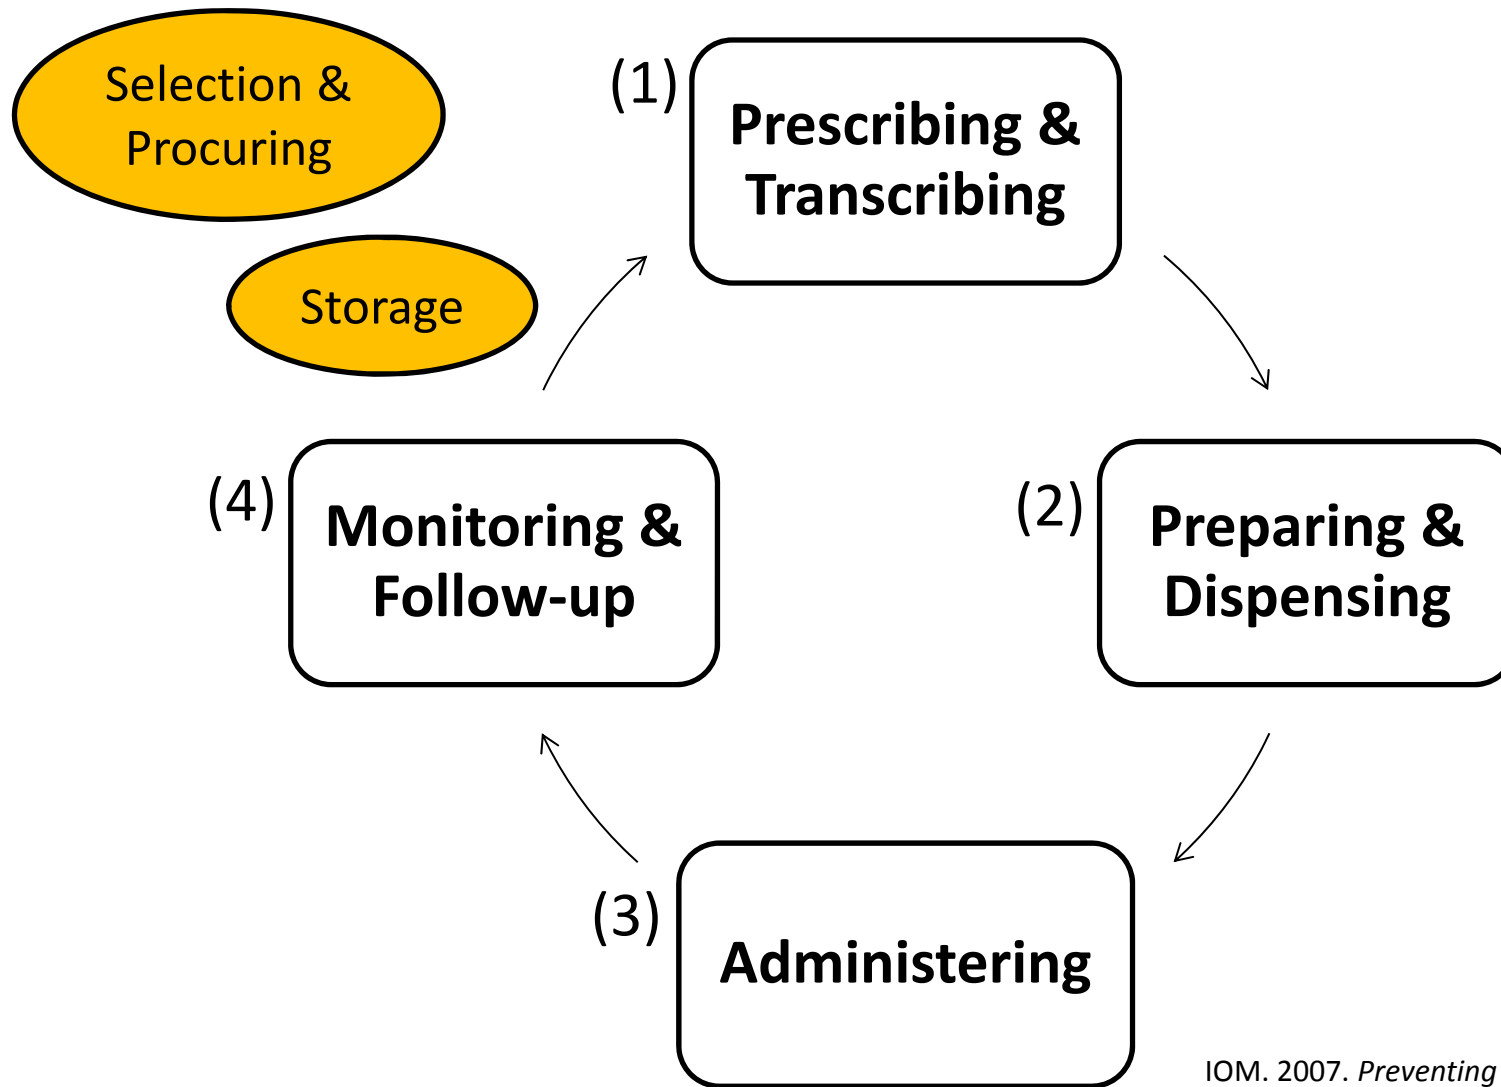 Selection &
Procuring
Storage
(1)
Prescribing &
Transcribing
(2)
Preparing &
Dispensing
(3)
Administering
(4)
Monitoring &
Follow-up
IOM. 2007. Preventing